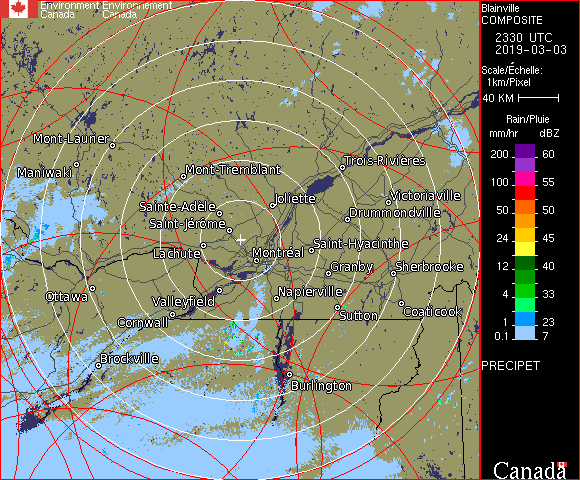 Environment Environnement
Canada Canada
Blainville
COMPOSITE
2330 UTC
2019-03-03
Scale/Échelle:
1km/Pixel
40 KM
Rain/Pluie
mm/hr dBZ
200 60
100 55
50 50
24 45
12 40
4 33
1 23
0.1 7
PRECIPET
Canada
Mont-Laurier
Maniwaki
Mont-Tremblant
Trois-Rivières
Sainte-Adele
Joliette
Victoriaville
Saint-Jérome
Drummondville
Lachute
Montréal
Saint-Hyacinthe
Granby
Sherbrooke
Ottawa
Valleyfield
Napierville
Cornwall
Sutton
Coaticook
Brockville
Burlington